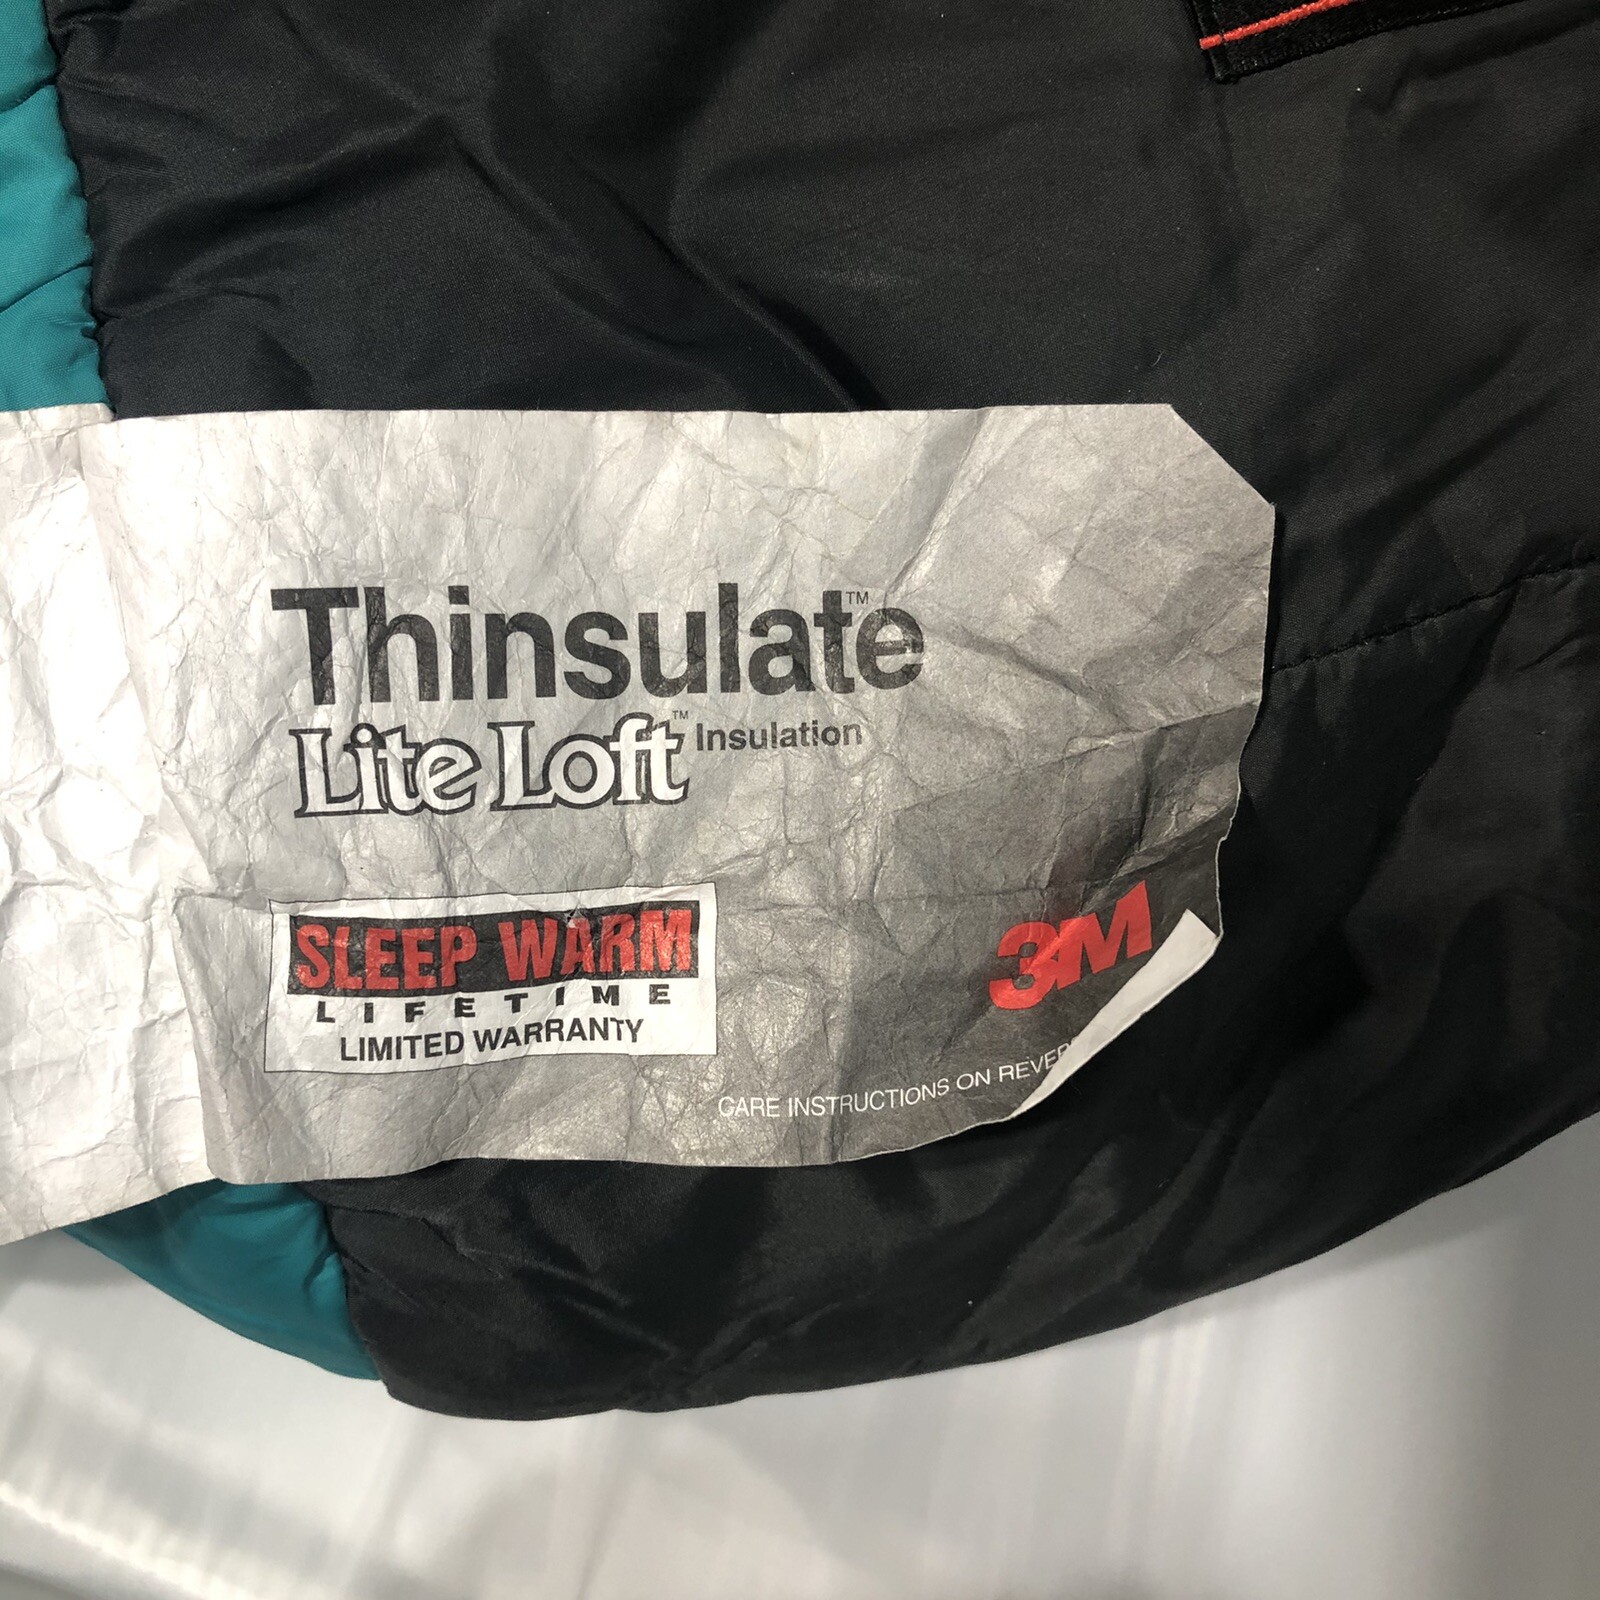 Thinsulate™
Lite Loft™ Insulation
SLEEP WARM
LIFETIME
LIMITED WARRANTY
3M
CARE INSTRUCTIONS ON